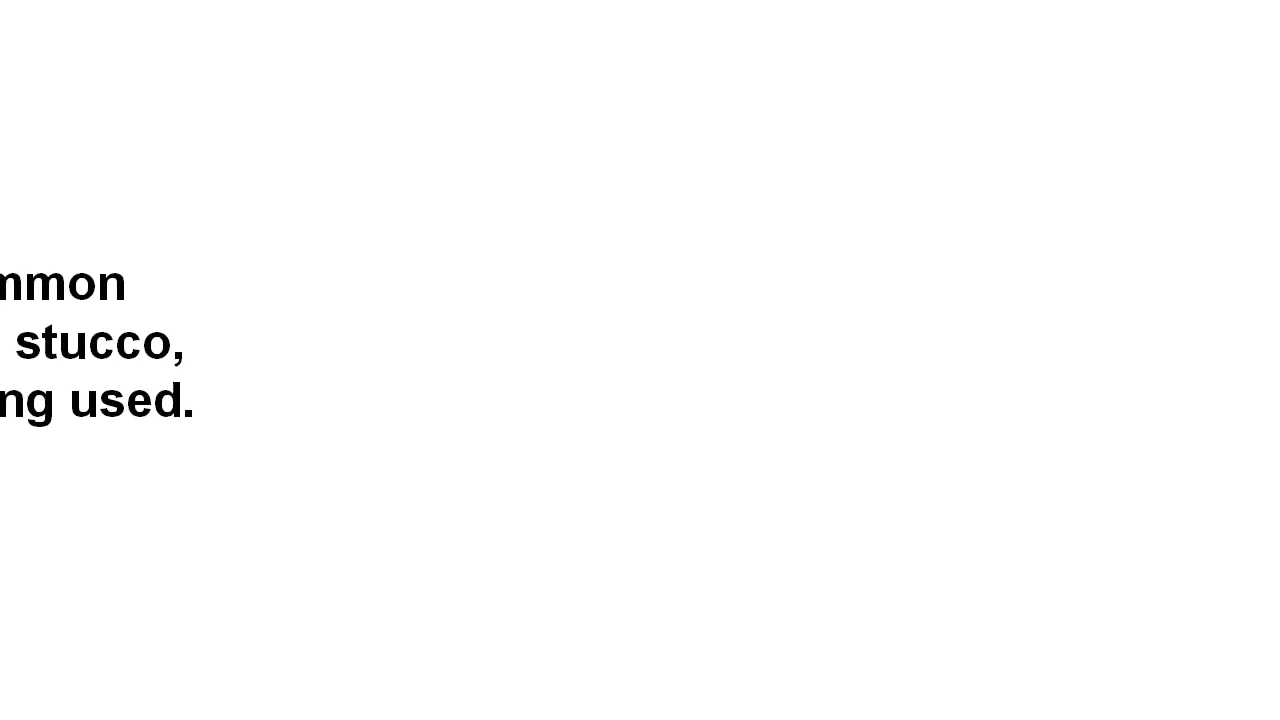 mmon
stucco,
ng used.